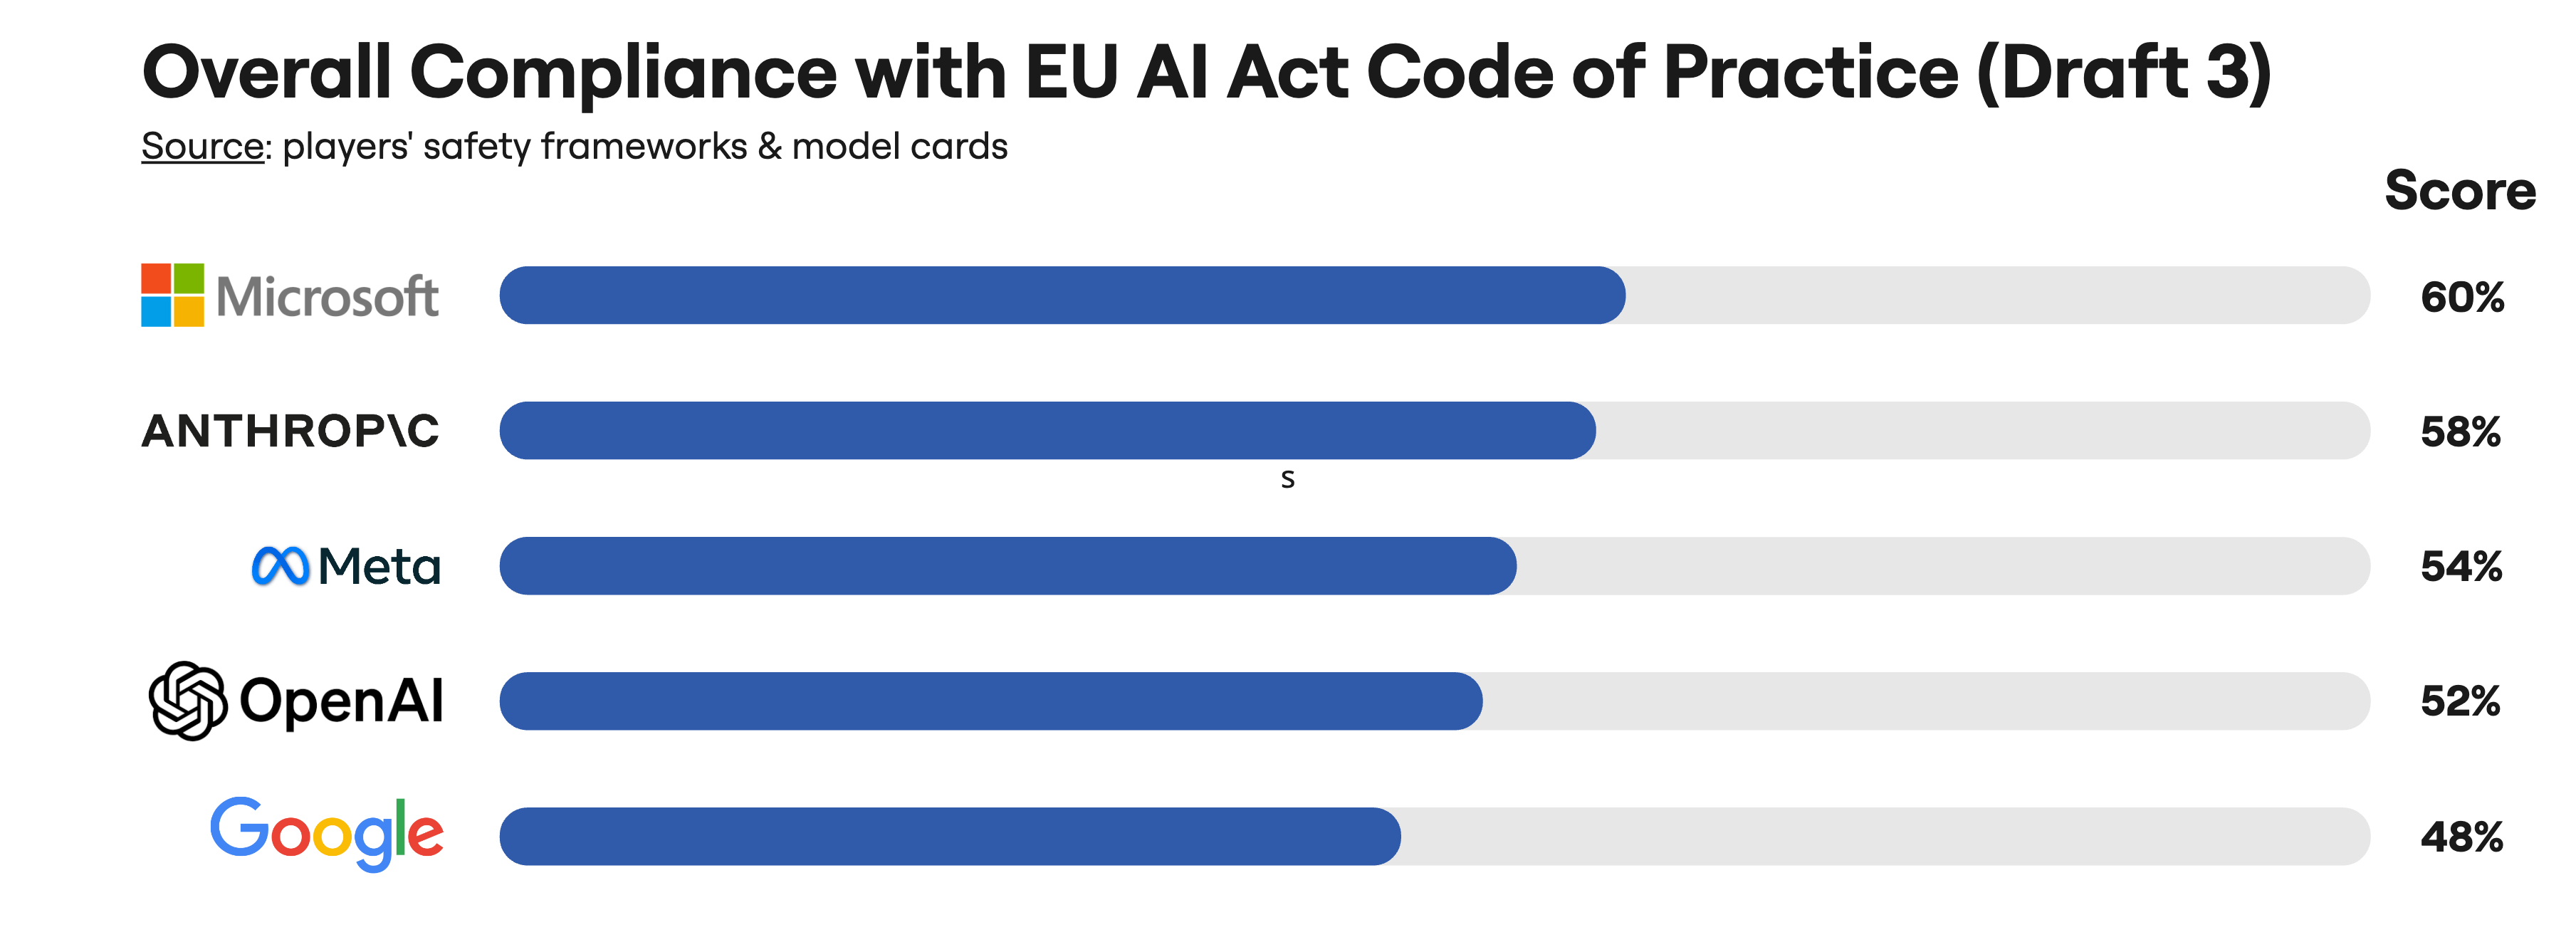 Overall Compliance with EU AI Act Code of Practice (Draft 3)
Source: players' safety frameworks & model cards
Score
Microsoft 60%
ANTHROP\C 58%
s
Meta 54%
OpenAI 52%
Google 48%